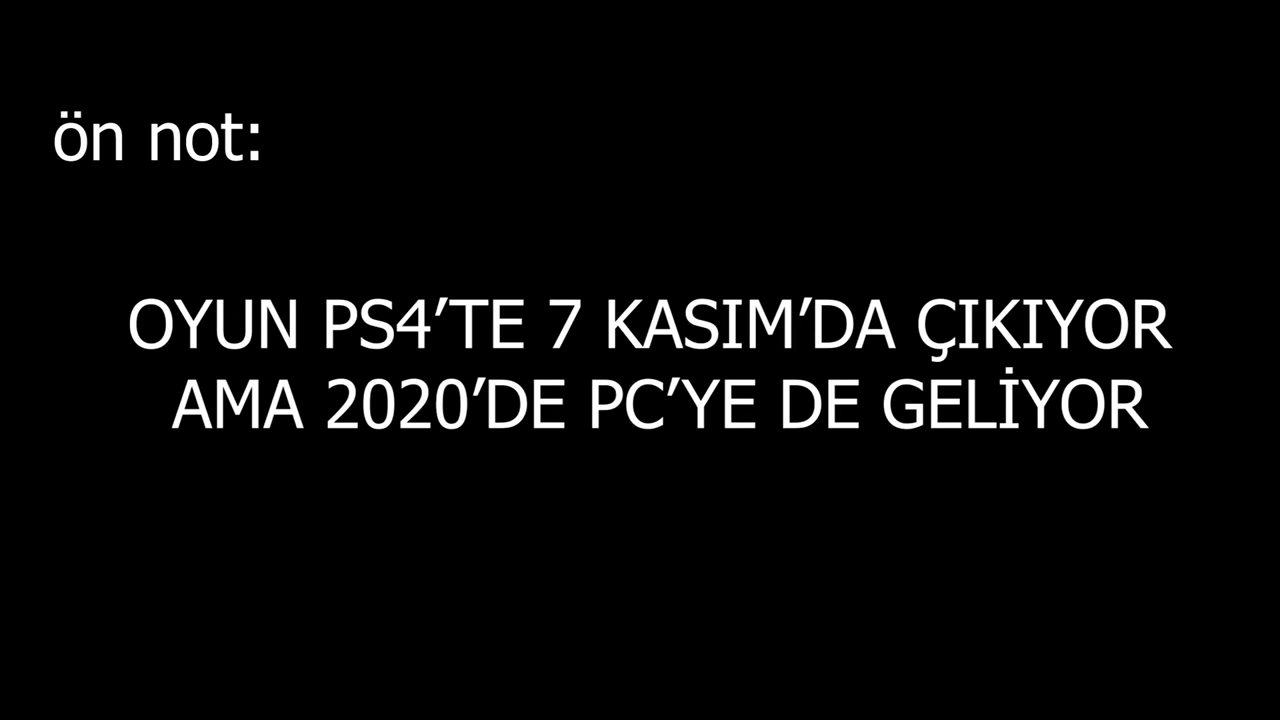 ön not:
OYUN PS4’TE 7 KASIM’DA ÇIKIYOR
AMA 2020’DE PC’YE DE GELİYOR